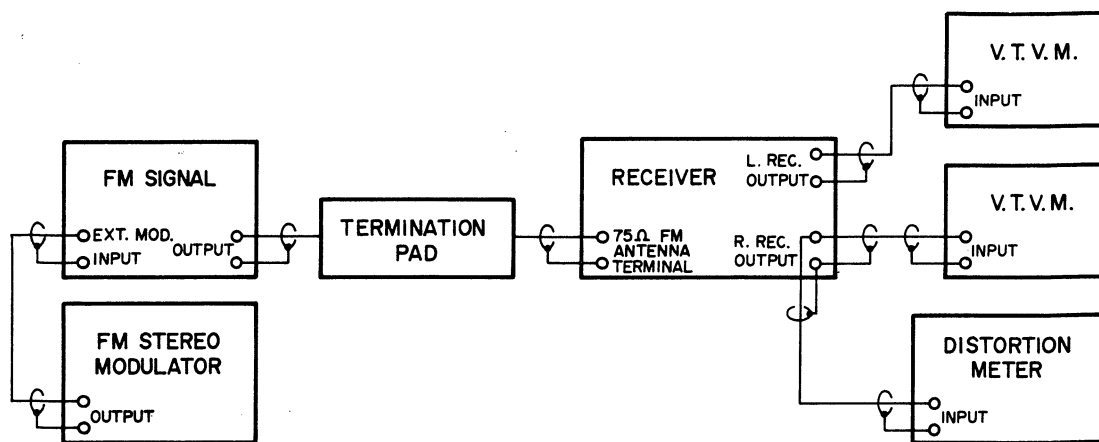 FM SIGNAL
EXT. MOD.
INPUT
OUTPUT
FM STEREO
MODULATOR
OUTPUT
TERMINATION
PAD
RECEIVER
75Ω FM
ANTENNA
TERMINAL
L. REC.
OUTPUT
R. REC.
OUTPUT
V. T. V. M.
INPUT
V. T. V. M.
INPUT
DISTORTION
METER
INPUT